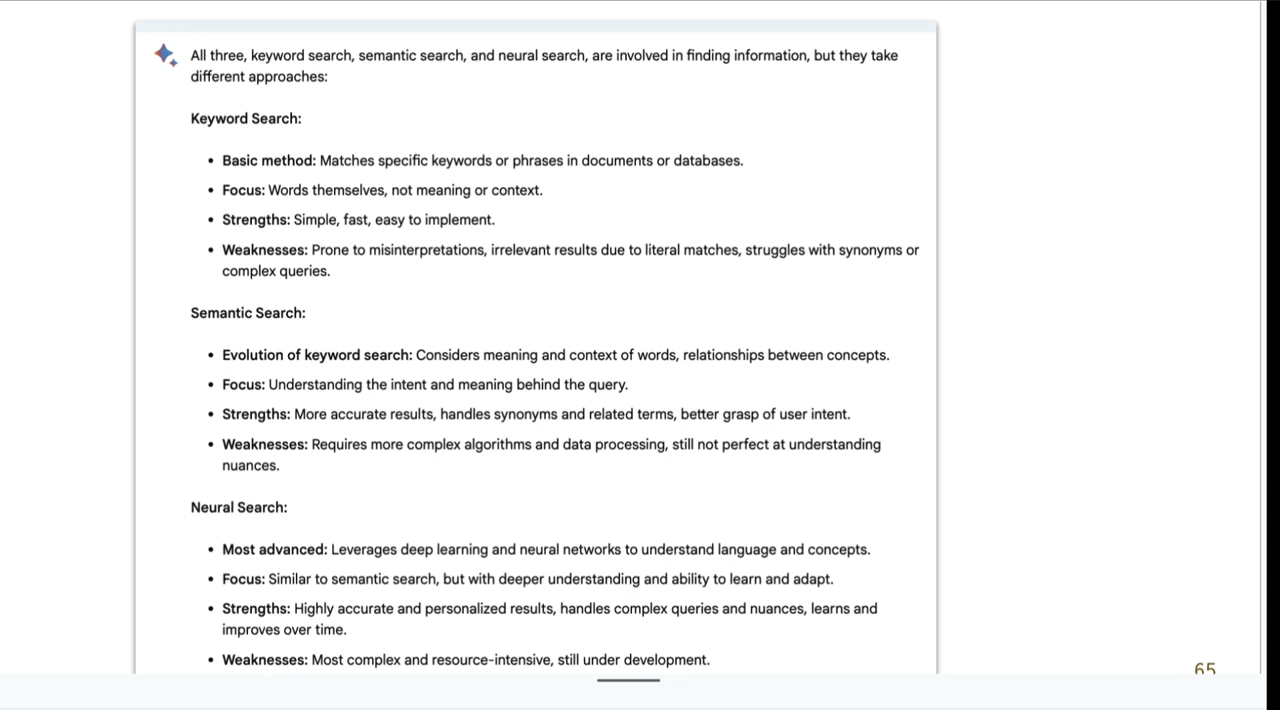 All three, keyword search, semantic search, and neural search, are involved in finding information, but they take
different approaches:
Keyword Search:
• Basic method: Matches specific keywords or phrases in documents or databases.
• Focus: Words themselves, not meaning or context.
• Strengths: Simple, fast, easy to implement.
• Weaknesses: Prone to misinterpretations, irrelevant results due to literal matches, struggles with synonyms or
complex queries.
Semantic Search:
• Evolution of keyword search: Considers meaning and context of words, relationships between concepts.
• Focus: Understanding the intent and meaning behind the query.
• Strengths: More accurate results, handles synonyms and related terms, better grasp of user intent.
• Weaknesses: Requires more complex algorithms and data processing, still not perfect at understanding
nuances.
Neural Search:
• Most advanced: Leverages deep learning and neural networks to understand language and concepts.
• Focus: Similar to semantic search, but with deeper understanding and ability to learn and adapt.
• Strengths: Highly accurate and personalized results, handles complex queries and nuances, learns and
improves over time.
• Weaknesses: Most complex and resource-intensive, still under development.
65